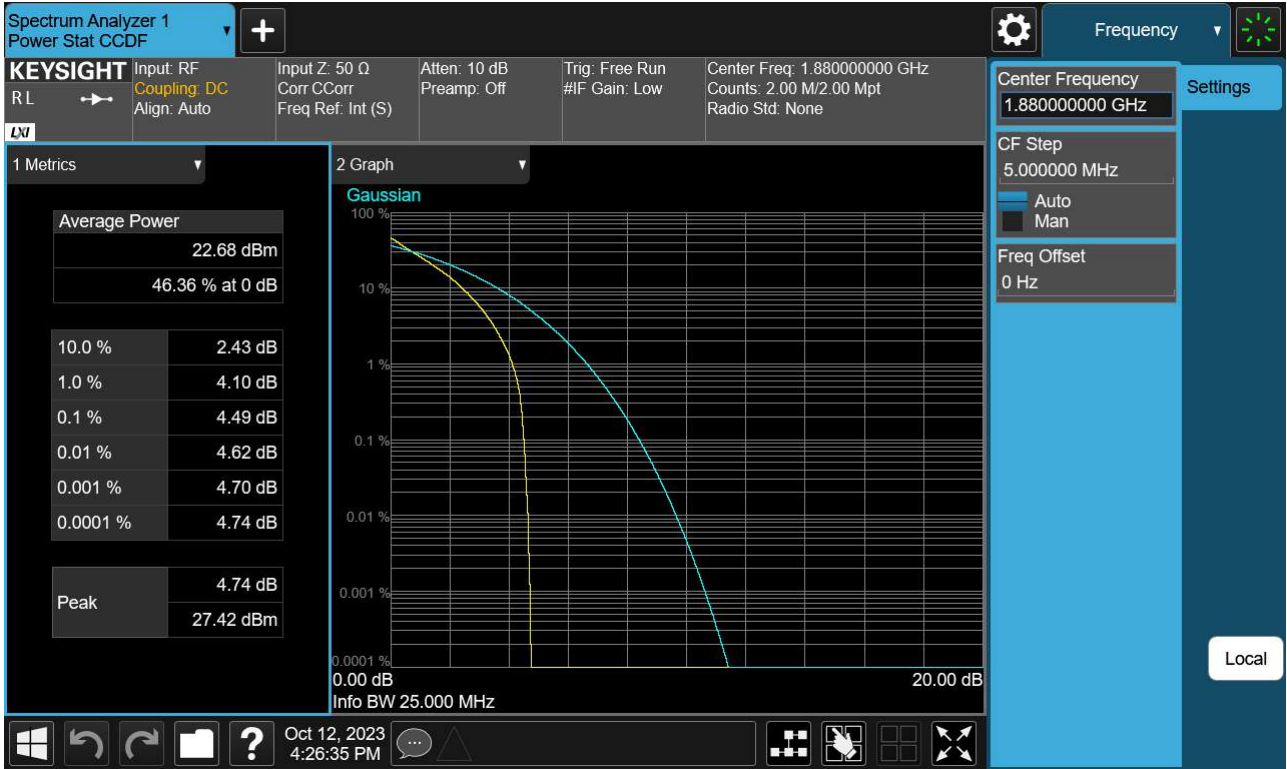 Spectrum Analyzer 1
Power Stat CCDF
Frequency
KEYSIGHT
RL
LXI
Input: RF
Coupling: DC
Align: Auto
Input Z: 50 Ω
Corr CCorr
Freq Ref: Int (S)
Atten: 10 dB
Preamp: Off
Trig: Free Run
#IF Gain: Low
Center Freq: 1.880000000 GHz
Counts: 2.00 M/2.00 Mpt
Radio Std: None
Center Frequency
1.880000000 GHz
Settings
CF Step
5.000000 MHz
Auto
Man
Freq Offset
0 Hz
Local
1 Metrics
Average Power
22.68 dBm
46.36 % at 0 dB
10.0 % 2.43 dB
1.0 % 4.10 dB
0.1 % 4.49 dB
0.01 % 4.62 dB
0.001 % 4.70 dB
0.0001 % 4.74 dB
Peak
4.74 dB
27.42 dBm
2 Graph
Gaussian
100 %
10 %
1 %
0.1 %
0.01 %
0.001 %
0.0001 %
0.00 dB 20.00 dB
Info BW 25.000 MHz
?
Oct 12, 2023
4:26:35 PM